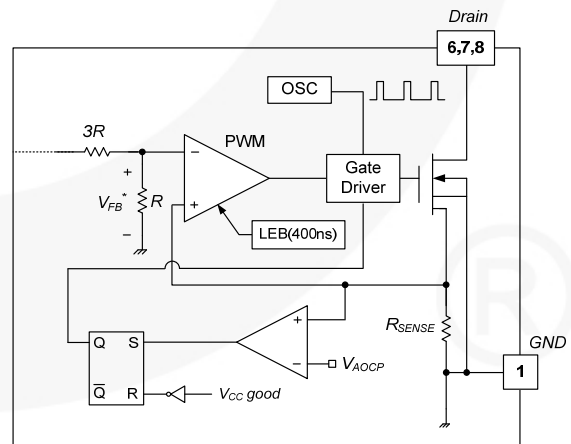 Drain
6,7,8
OSC
3R
PWM
−
+
+
V_FB*
R
−
Gate
Driver
LEB(400ns)
R_SENSE
GND
1
+
−
V_AOCP
Q
S
Q̅
R
V_CC good
®